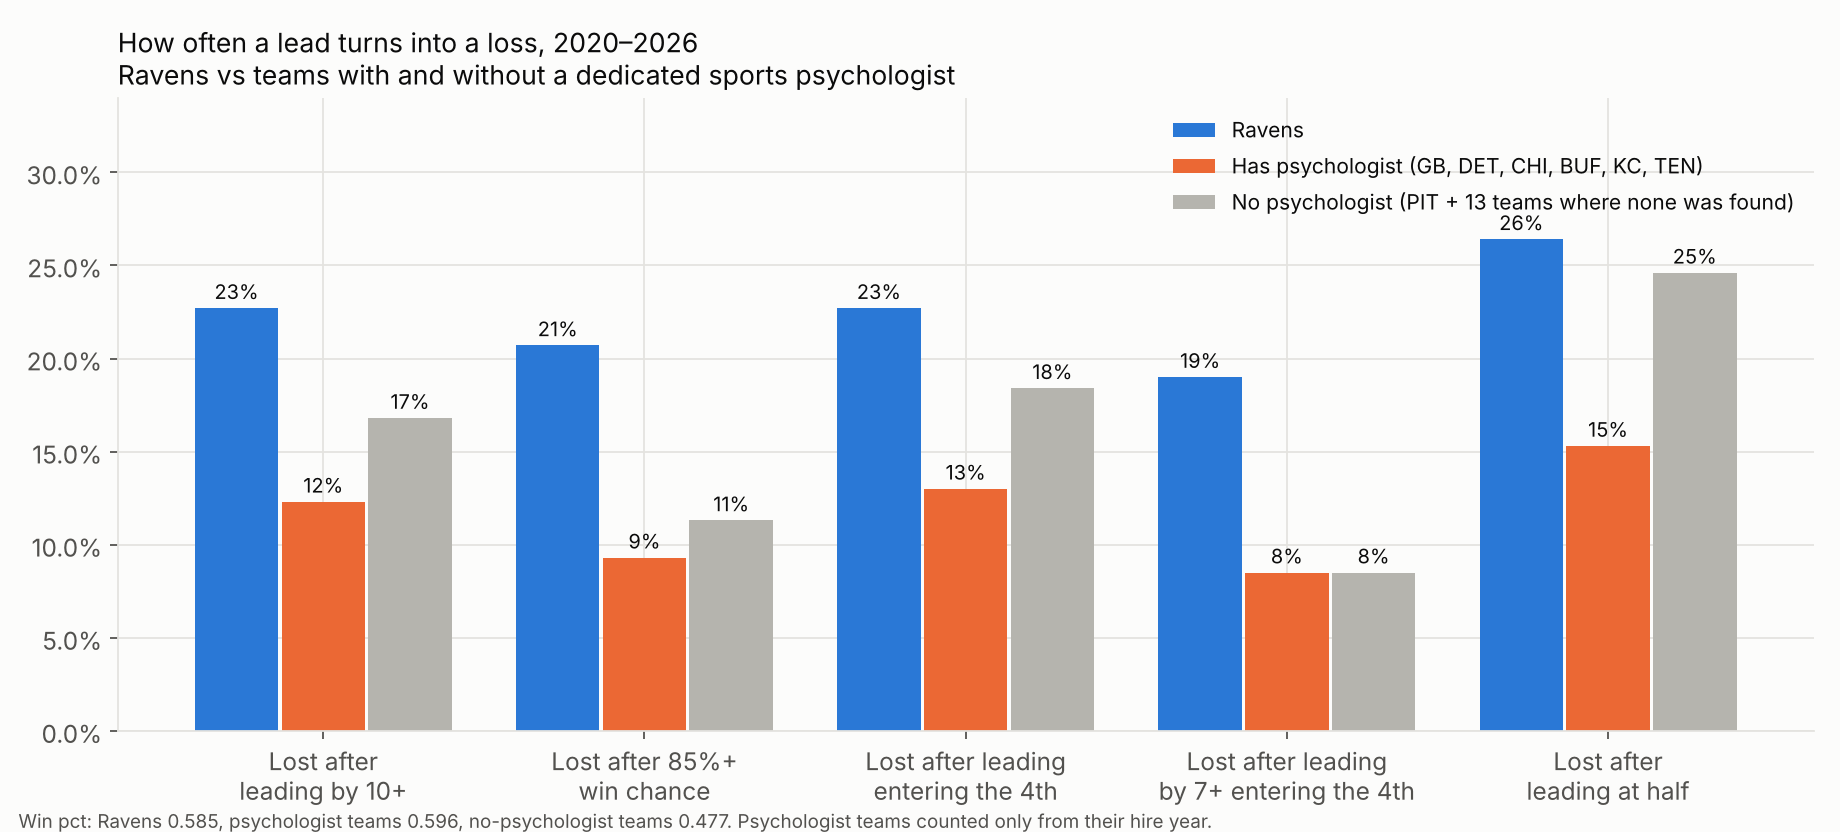 How often a lead turns into a loss, 2020–2026
Ravens vs teams with and without a dedicated sports psychologist
Ravens
Has psychologist (GB, DET, CHI, BUF, KC, TEN)
No psychologist (PIT + 13 teams where none was found)
30.0%
25.0%
20.0%
15.0%
10.0%
5.0%
0.0%
23%
12%
17%
21%
9%
11%
23%
13%
18%
19%
8%
8%
26%
15%
25%
Lost after
leading by 10+
Lost after 85%+
win chance
Lost after leading
entering the 4th
Lost after leading
by 7+ entering the 4th
Lost after
leading at half
Win pct: Ravens 0.585, psychologist teams 0.596, no-psychologist teams 0.477. Psychologist teams counted only from their hire year.